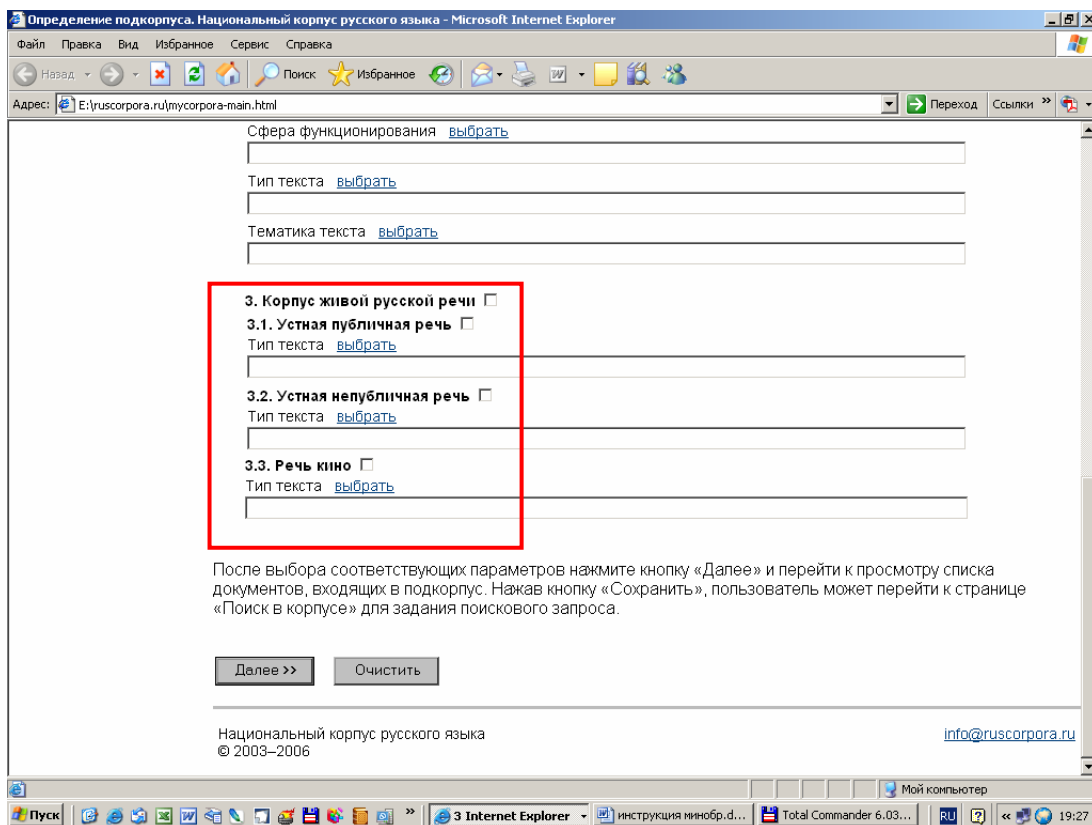 Определение подкорпуса. Национальный корпус русского языка - Microsoft Internet Explorer
Файл Правка Вид Избранное Сервис Справка
Назад Поиск Избранное
Адрес: E:\ruscorpora.ru\mycorpora-main.html Переход Ссылки »
Сфера функционирования выбрать
Тип текста выбрать
Тематика текста выбрать
3. Корпус живой русской речи
3.1. Устная публичная речь
Тип текста выбрать
3.2. Устная непубличная речь
Тип текста выбрать
3.3. Речь кино
Тип текста выбрать
После выбора соответствующих параметров нажмите кнопку «Далее» и перейти к просмотру списка
документов, входящих в подкорпус. Нажав кнопку «Сохранить», пользователь может перейти к странице
«Поиск в корпусе» для задания поискового запроса.
Далее >> Очистить
Национальный корпус русского языка info@ruscorpora.ru
© 2003–2006
Мой компьютер
Пуск » 3 Internet Explorer инструкция минобр.d... Total Commander 6.03... RU « 19:27